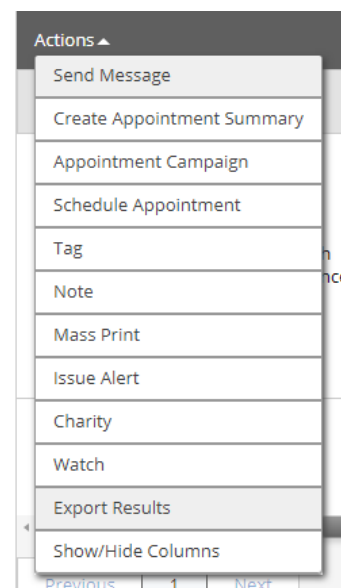 Actions
Send Message
Create Appointment Summary
Appointment Campaign
Schedule Appointment
Tag
Note
Mass Print
Issue Alert
Charity
Watch
Export Results
Show/Hide Columns
Previous 1 Next